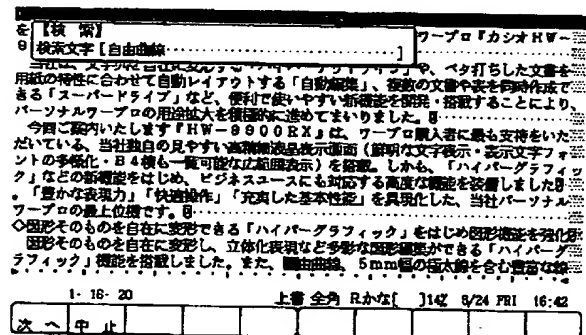 を
【検 索】
ワープロ『カシオHW-
9
検索文字 [自由曲線‥‥‥‥‥‥‥‥‥‥]
や、ベタ打ちした文書を
用紙の特性に合わせて自動レイアウトする「自動編集」、複数の文書や表を同時作成で
きる「スーパードライブ」など、便利で使いやすい新機能を開発・搭載することにより、
パーソナルワープロの用途拡大を積極的に進めてまいりました。
今回ご案内いたします『HW-9900RX』は、ワープロ購入者に最も支持をいた
だいている、当社独自の見やすい高精細液晶表示画面(鮮明な文字表示・表示文字フォ
ントの多様化・B4横も一覧可能な広範囲表示)を搭載。しかも、「ハイパーグラフィッ
ク」などの新機能をはじめ、ビジネスユースにも対応する高度な機能を装備しました
。「豊かな表現力」「快適操作」「充実した基本性能」を具現化した、当社パーソナル
ワープロの最上位機です。
◇図形そのものを自在に変形できる「ハイパーグラフィック」をはじめ図形機能を強化
図形そのものを自在に変形し、立体化表現など多彩な図形編集ができる「ハイパーグ
ラフィック」機能を搭載しました。また、自由曲線、5mm幅の極太線を含む豊富な線
1- 16- 20 上書 全角 Rかな[ ]14Z 5/24 FRI 16:42
次 へ 中 止